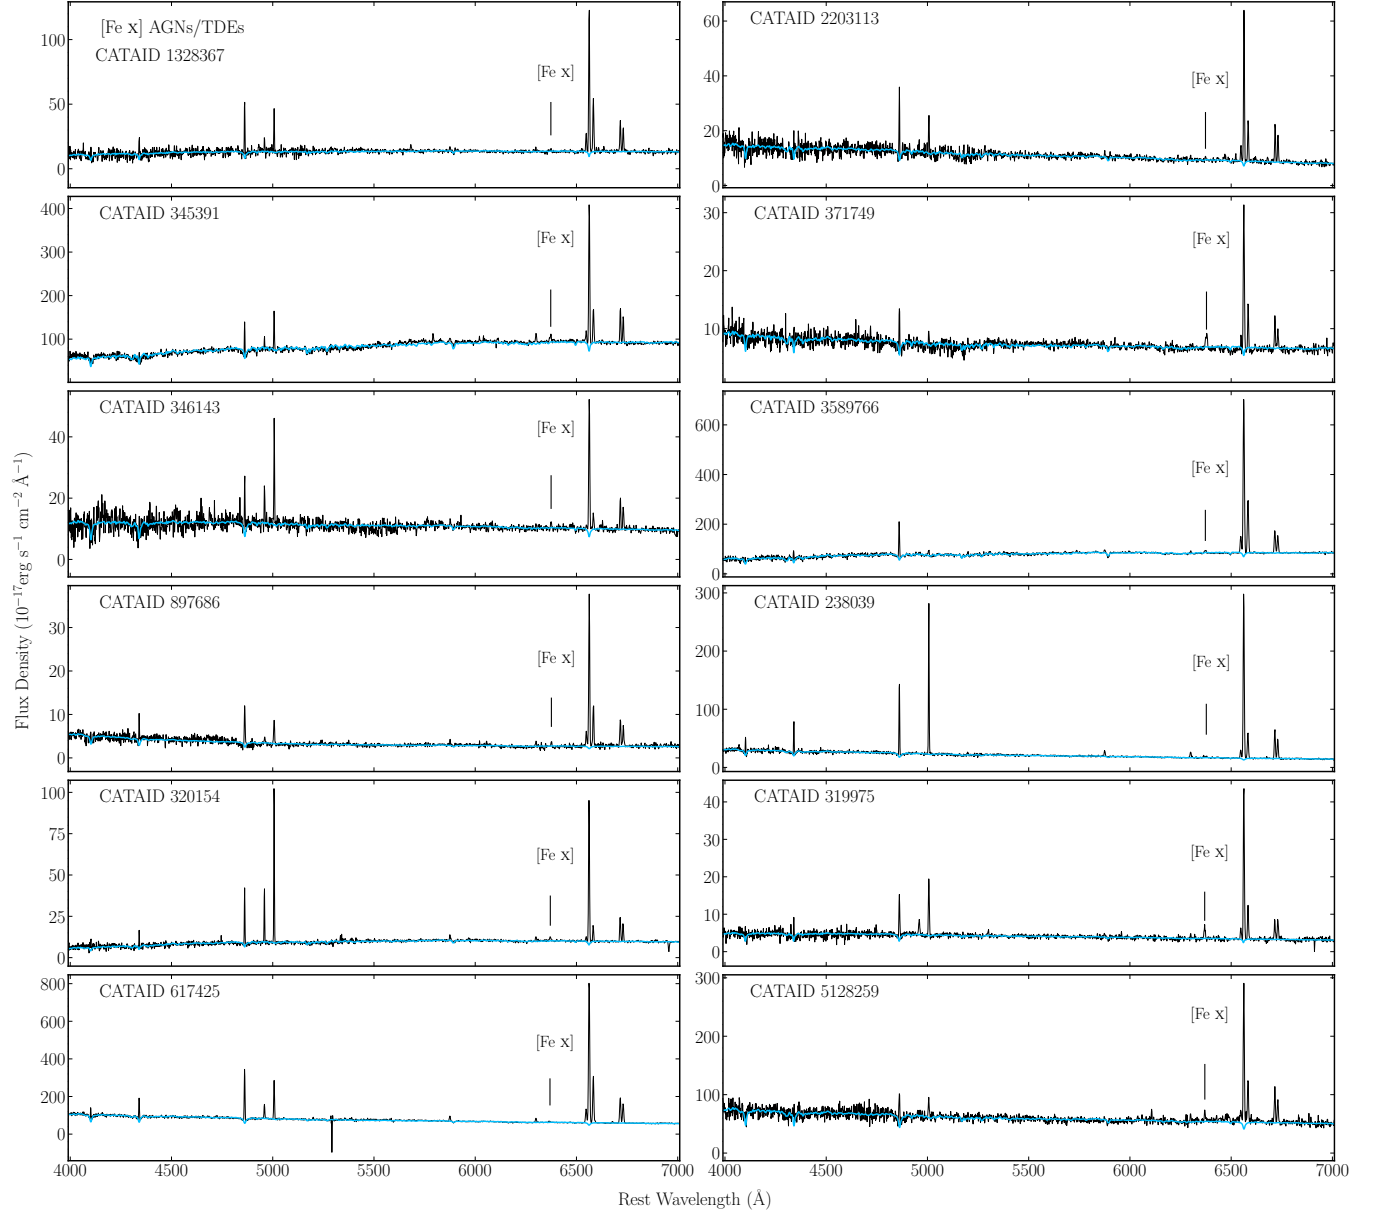 [Fe x] AGNs/TDEs
CATAID 1328367
[Fe x]
100
50
0
CATAID 2203113
[Fe x]
60
40
20
0
CATAID 345391
[Fe x]
400
300
200
100
CATAID 371749
[Fe x]
30
20
10
CATAID 346143
[Fe x]
40
20
0
CATAID 3589766
[Fe x]
600
400
200
0
CATAID 897686
[Fe x]
30
20
10
0
CATAID 238039
[Fe x]
300
200
100
0
CATAID 320154
[Fe x]
100
75
50
25
0
CATAID 319975
[Fe x]
40
30
20
10
0
CATAID 617425
[Fe x]
800
600
400
200
0
4000 4500 5000 5500 6000 6500 7000
CATAID 5128259
[Fe x]
300
200
100
0
4000 4500 5000 5500 6000 6500 7000
Flux Density (10⁻¹⁷erg s⁻¹ cm⁻² Å⁻¹)
Rest Wavelength (Å)